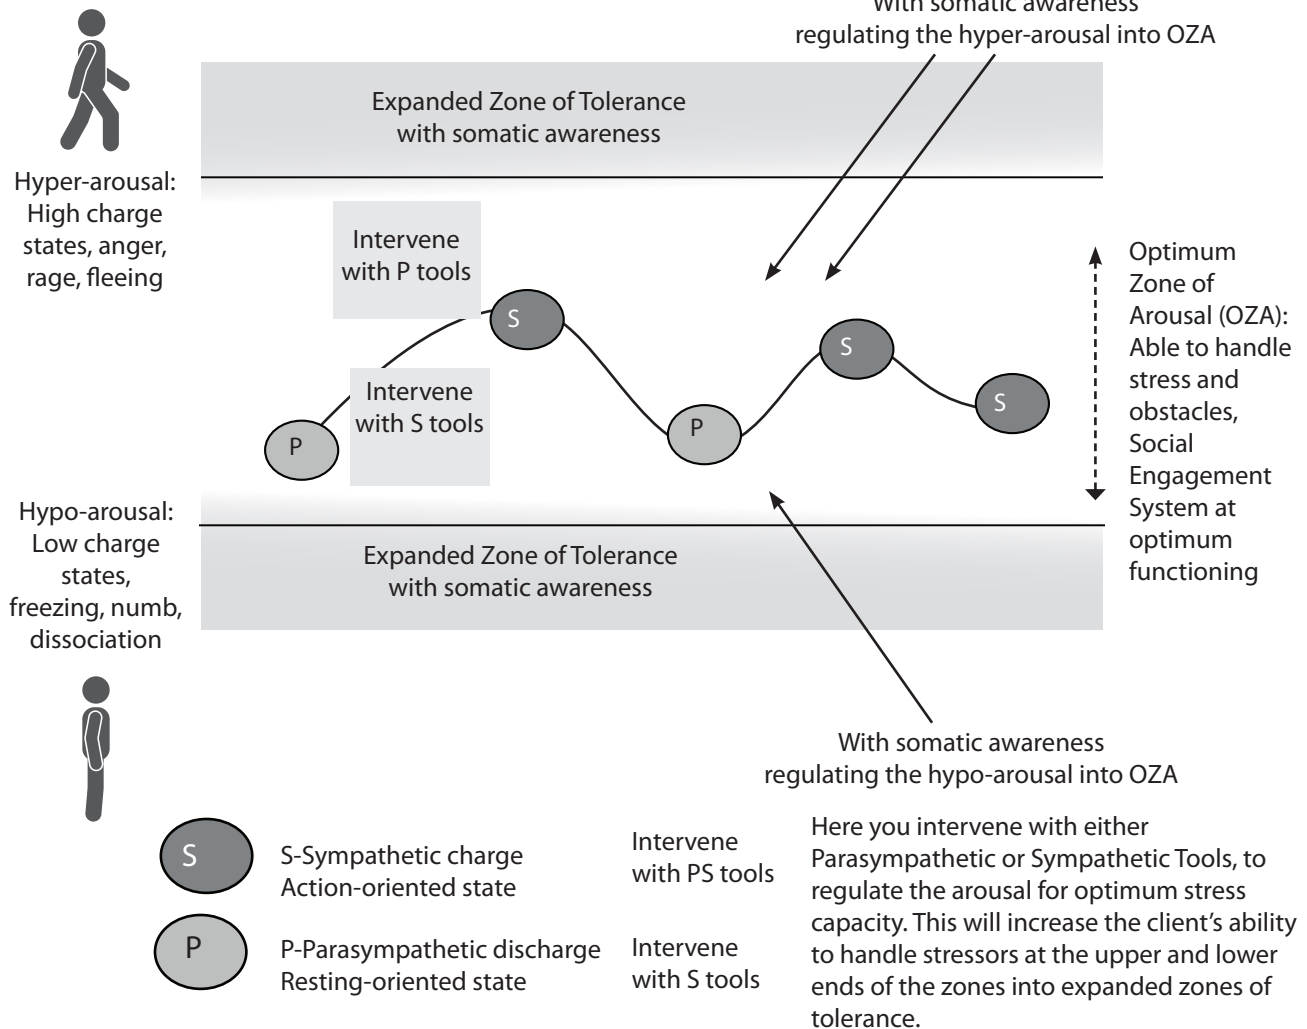 With somatic awareness
regulating the hyper-arousal into OZA
Expanded Zone of Tolerance
with somatic awareness
Hyper-arousal:
High charge
states, anger,
rage, fleeing
Intervene
with P tools
S
Intervene
with S tools
P
P
S
S
Optimum
Zone of
Arousal (OZA):
Able to handle
stress and
obstacles,
Social
Engagement
System at
optimum
functioning
Hypo-arousal:
Low charge
states,
freezing, numb,
dissociation
Expanded Zone of Tolerance
with somatic awareness
With somatic awareness
regulating the hypo-arousal into OZA
S
S-Sympathetic charge
Action-oriented state
Intervene
with PS tools
P
P-Parasympathetic discharge
Resting-oriented state
Intervene
with S tools
Here you intervene with either
Parasympathetic or Sympathetic Tools, to
regulate the arousal for optimum stress
capacity. This will increase the client’s ability
to handle stressors at the upper and lower
ends of the zones into expanded zones of
tolerance.